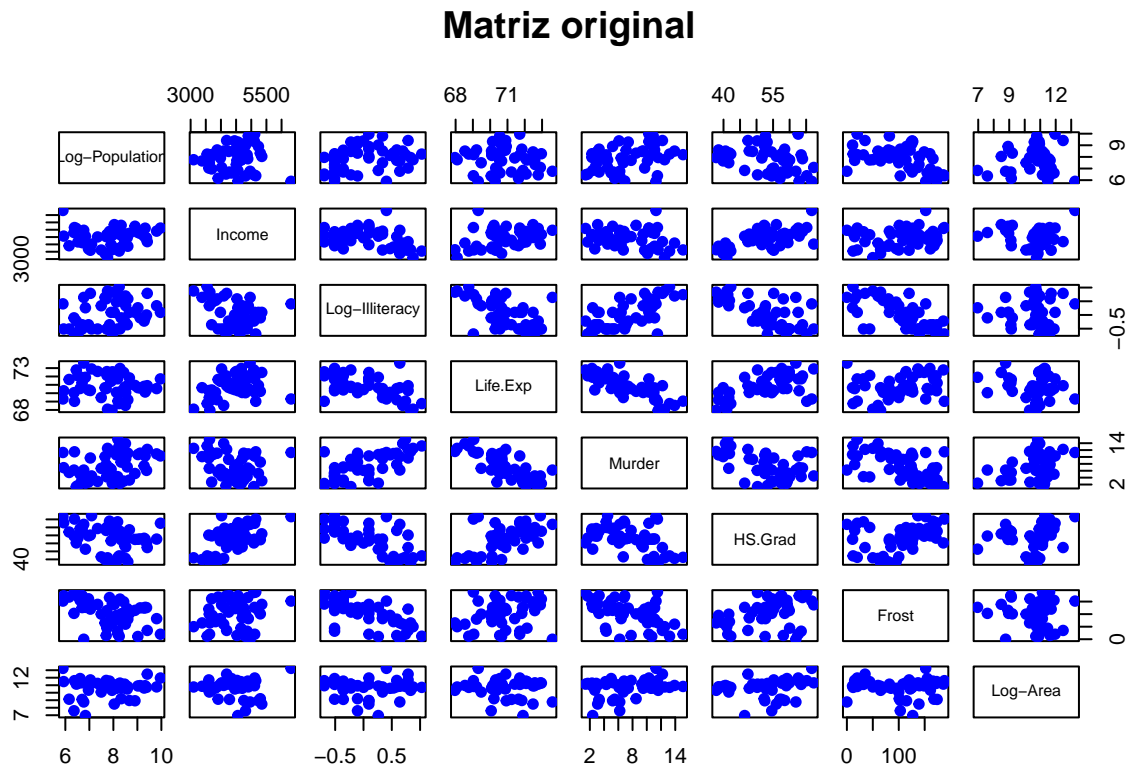 Matriz original
3000 5500 68 71 40 55 7 9 12
Log−Population 6 9
3000 Income
Log−Illiteracy −0.5
68 73 Life.Exp
Murder 2 14
40 HS.Grad
Frost 0
7 12 Log−Area
6 8 10 −0.5 0.5 2 8 14 0 100